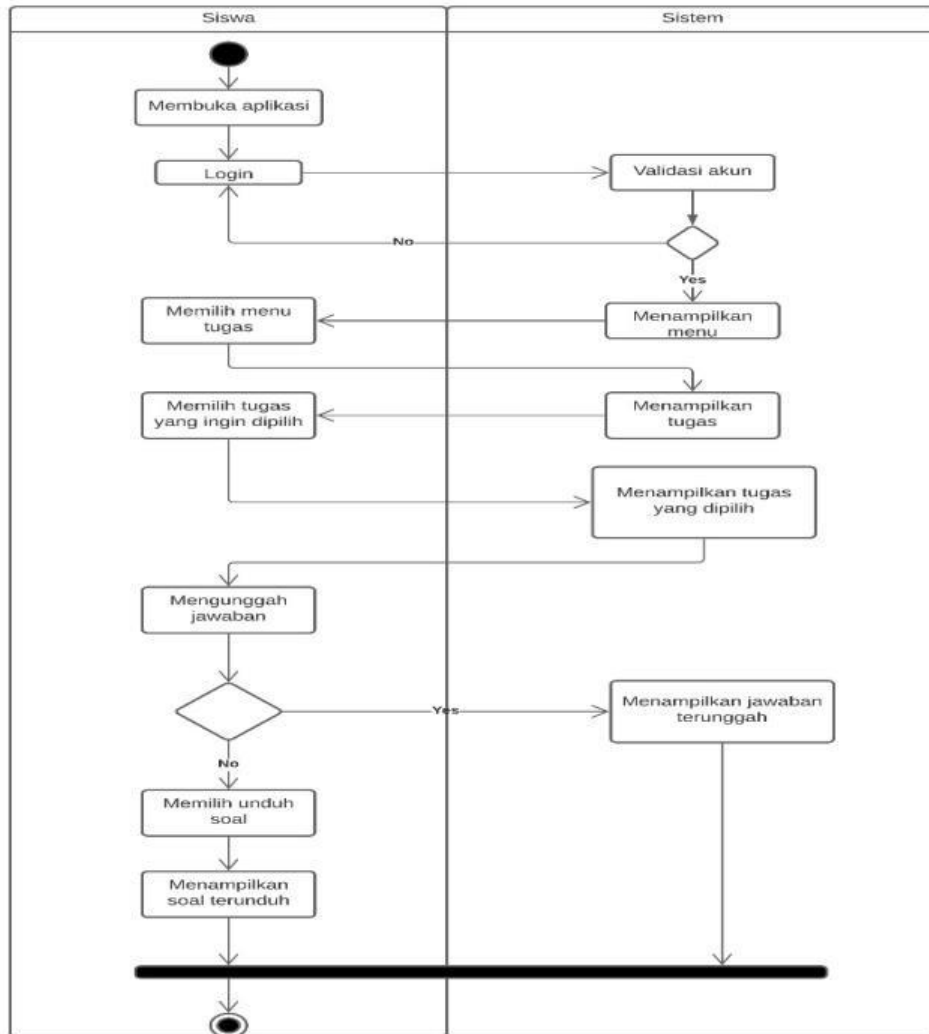 Siswa
Sistem
Membuka aplikasi
Login
Validasi akun
No
Yes
Memilih menu
tugas
Menampilkan
menu
Memilih tugas
yang ingin dipilih
Menampilkan
tugas
Menampilkan tugas
yang dipilih
Mengunggah
jawaban
Yes
Menampilkan jawaban
terunggah
No
Memilih unduh
soal
Menampilkan
soal terunduh